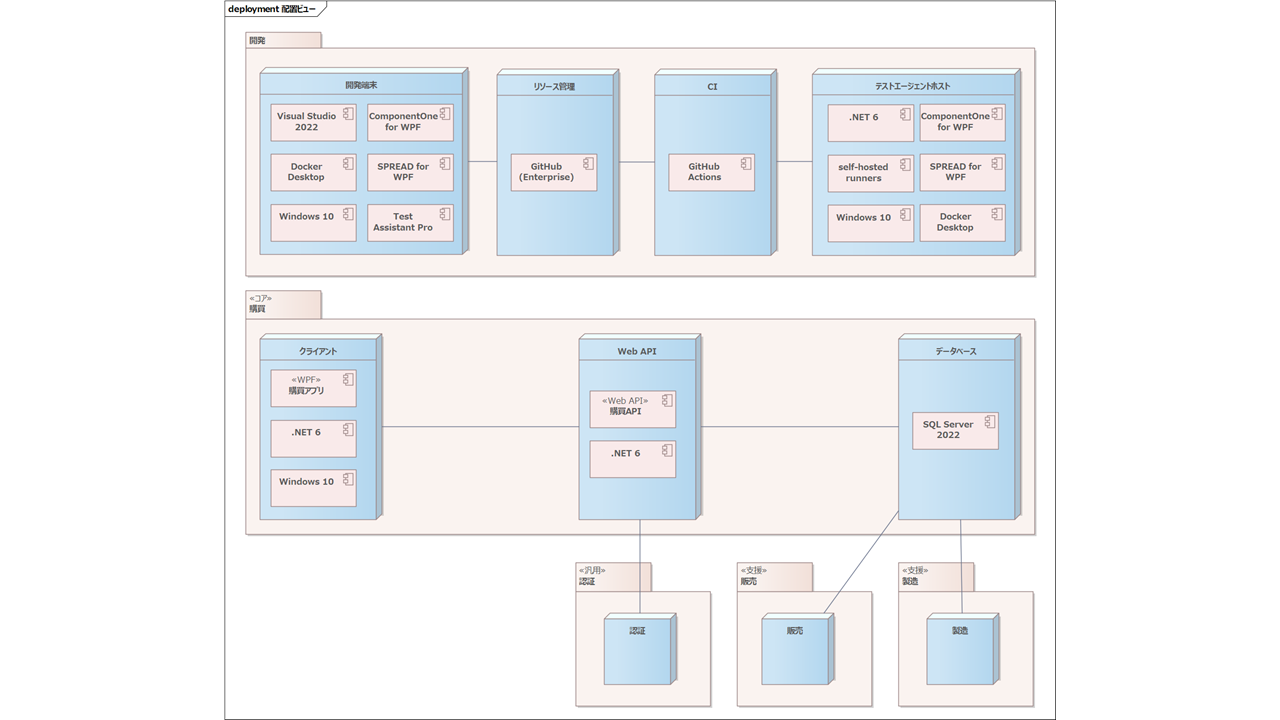 deployment 配置ビュー
開発
開発端末
Visual Studio
2022
ComponentOne
for WPF
Docker
Desktop
SPREAD for
WPF
Windows 10
Test
Assistant Pro
リソース管理
GitHub
(Enterprise)
CI
GitHub
Actions
テストエージェントホスト
.NET 6
ComponentOne
for WPF
self-hosted
runners
SPREAD for
WPF
Windows 10
Docker
Desktop
«コア»
購買
クライアント
«WPF»
購買アプリ
.NET 6
Windows 10
Web API
«Web API»
購買API
.NET 6
データベース
SQL Server
2022
«汎用»
認証
認証
«支援»
販売
販売
«支援»
製造
製造